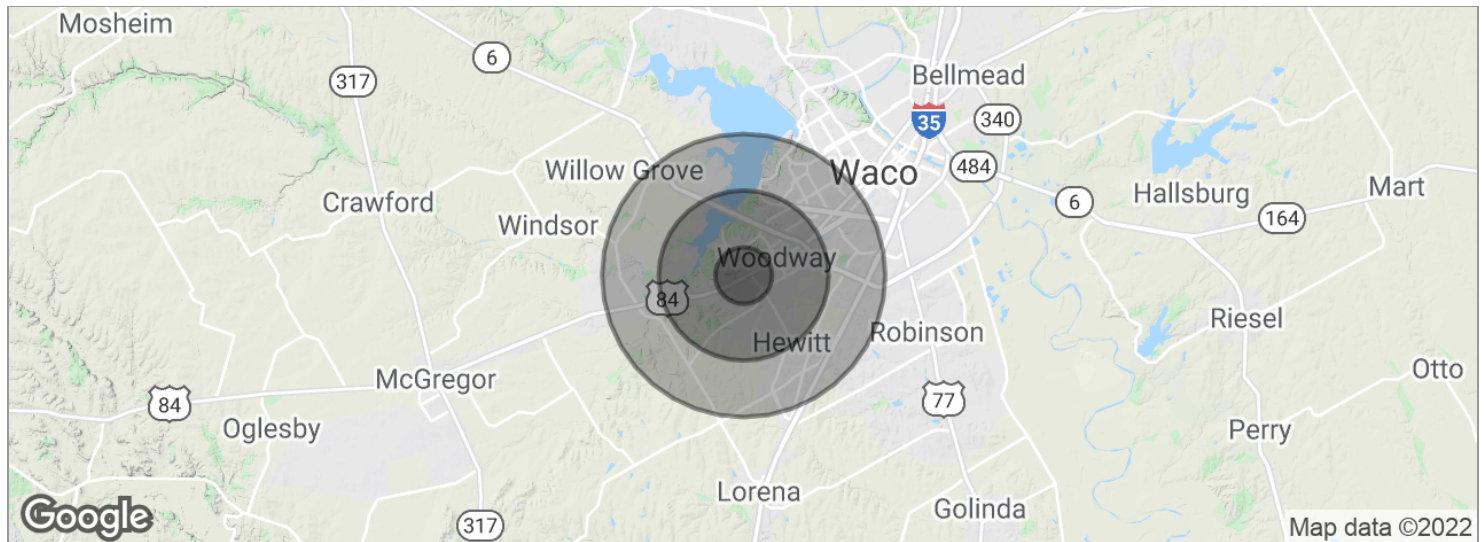 Mosheim
6
Bellmead
317
35
340
Waco
484
Willow Grove
Mart
Hallsburg
Crawford
6
164
Windsor
Woodway
84
Riesel
Robinson
Hewitt
Otto
McGregor
77
84
Oglesby
Perry
Lorena
Golinda
Google
317
Map data ©2022